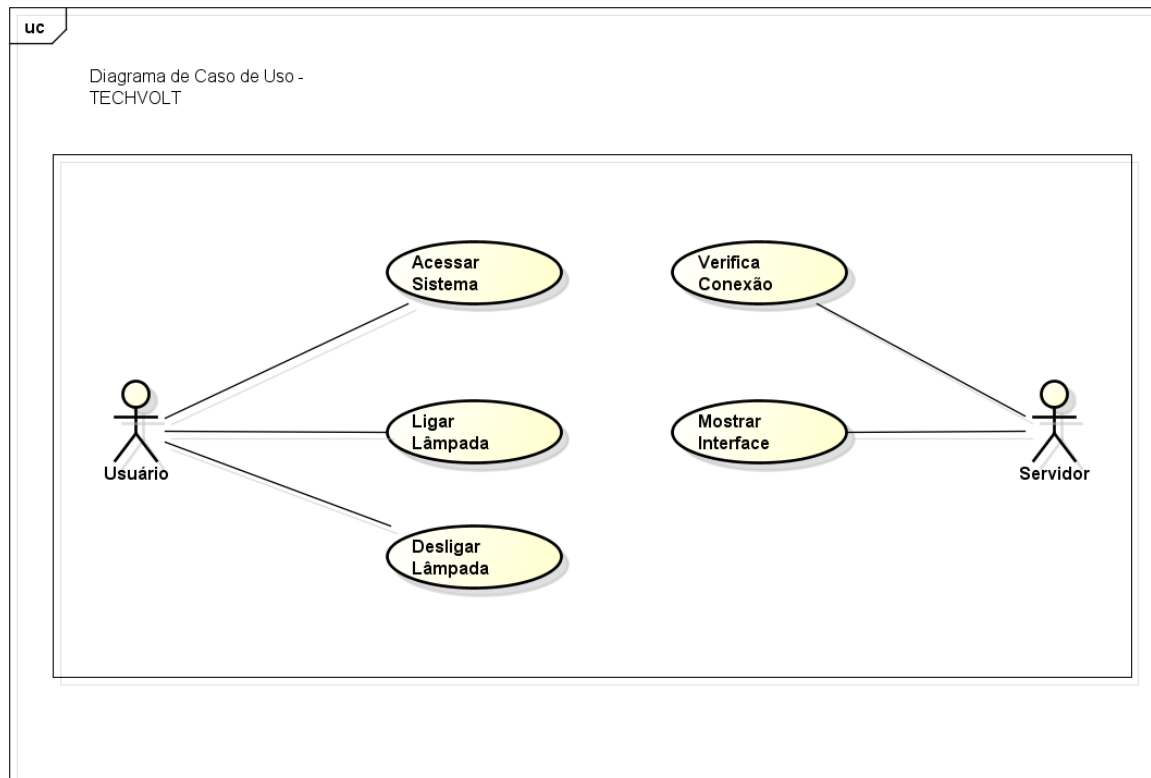 uc
Diagrama de Caso de Uso -
TECHVOLT
Acessar
Sistema
Verifica
Conexão
Ligar
Lâmpada
Mostrar
Interface
Usuário
Servidor
Desligar
Lâmpada